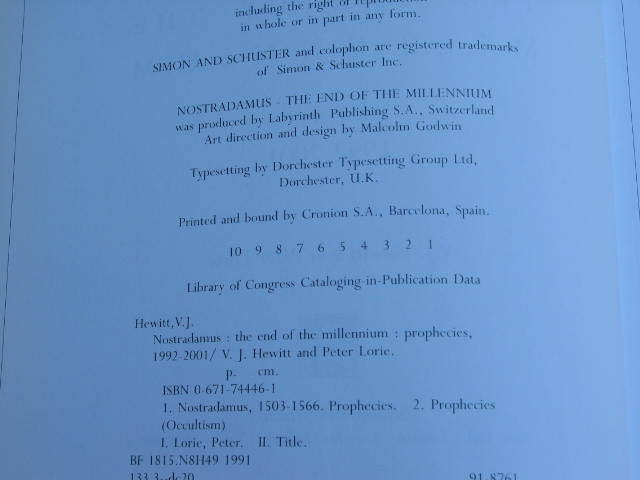 including the right of reproduction
in whole or in part in any form.
SIMON AND SCHUSTER and colophon are registered trademarks
of Simon & Schuster Inc.
NOSTRADAMUS - THE END OF THE MILLENNIUM
was produced by Labyrinth Publishing S.A., Switzerland
Art direction and design by Malcolm Godwin
Typesetting by Dorchester Typesetting Group Ltd,
Dorchester, U.K.
Printed and bound by Cronion S.A., Barcelona, Spain.
10 9 8 7 6 5 4 3 2 1
Library of Congress Cataloging-in-Publication Data
Hewitt,V.J.
Nostradamus : the end of the millennium : prophecies,
1992-2001/ V. J. Hewitt and Peter Lorie.
p. cm.
ISBN 0-671-74446-1
1. Nostradamus, 1503-1566. Prophecies. 2. Prophecies
(Occultism)
I. Lorie, Peter. II. Title.
BF 1815.N8H49 1991
133.3--dc20 91-8761